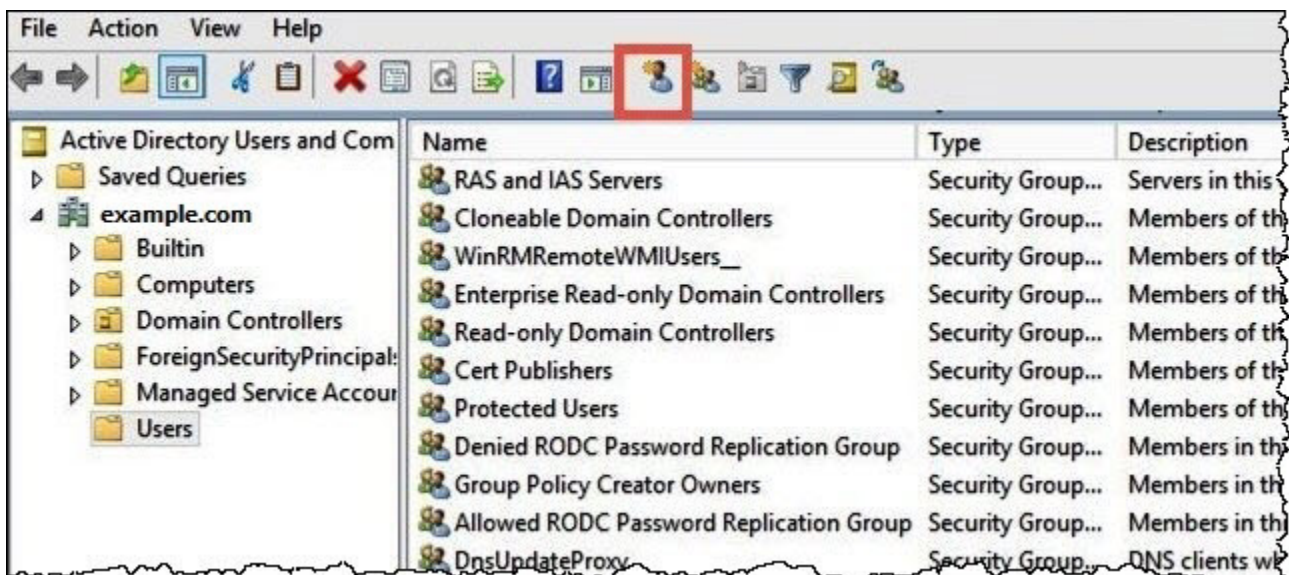 File Action View Help
Active Directory Users and Com
Saved Queries
example.com
Builtin
Computers
Domain Controllers
ForeignSecurityPrincipals
Managed Service Accour
Users
Name Type Description
RAS and IAS Servers Security Group... Servers in this
Cloneable Domain Controllers Security Group... Members of th
WinRMRemoteWMIUsers__ Security Group... Members of th
Enterprise Read-only Domain Controllers Security Group... Members of th
Read-only Domain Controllers Security Group... Members of th
Cert Publishers Security Group... Members of th
Protected Users Security Group... Members of th
Denied RODC Password Replication Group Security Group... Members in th
Group Policy Creator Owners Security Group... Members in th
Allowed RODC Password Replication Group Security Group... Members in th
DnsUpdateProxy Security Group... DNS clients wh